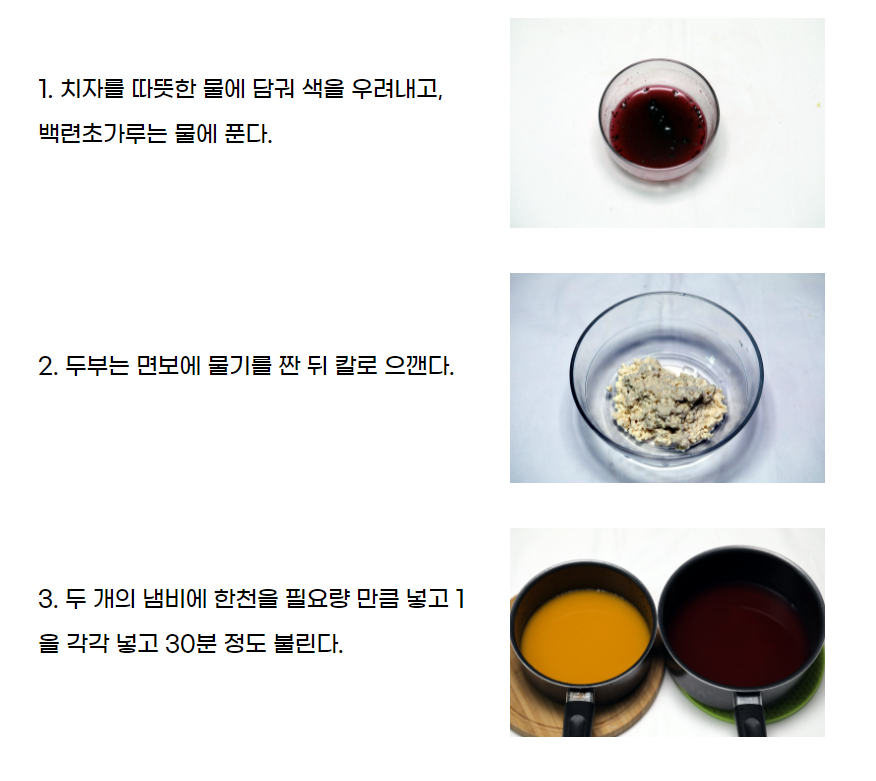 1. 치자를 따뜻한 물에 담궈 색을 우려내고,
백련초가루는 물에 푼다.
2. 두부는 면보에 물기를 짠 뒤 칼로 으깬다.
3. 두 개의 냄비에 한천을 필요량 만큼 넣고 1
을 각각 넣고 30분 정도 불린다.